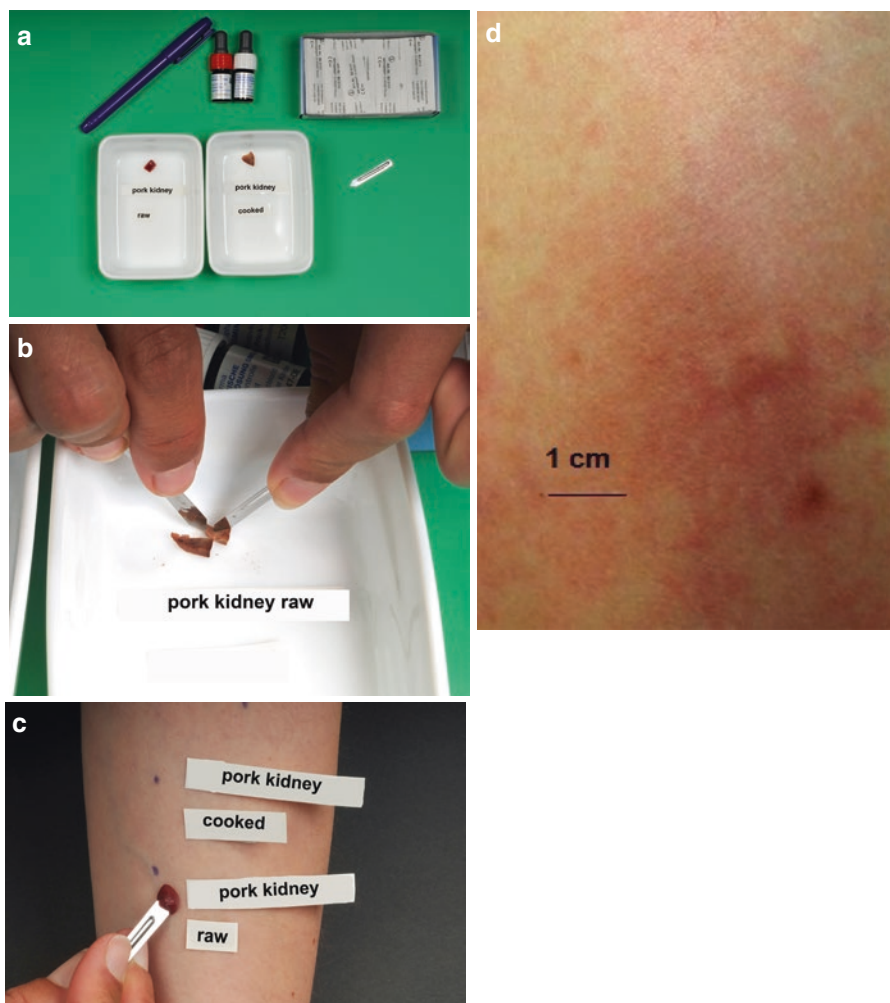 a
pork kidney
raw
pork kidney
cooked
b
pork kidney raw
c
pork kidney
cooked
pork kidney
raw
d
1 cm